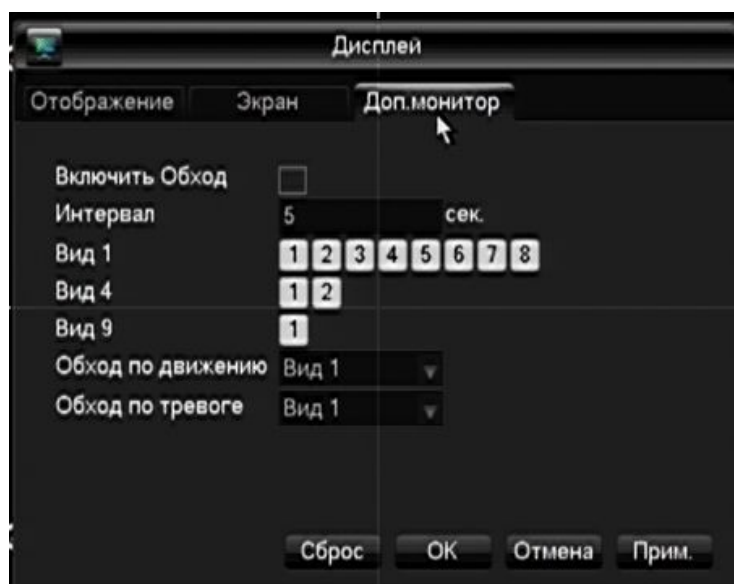 Дисплей
Отображение Экран Доп.монитор
Включить Обход
Интервал 5 сек.
Вид 1 1 2 3 4 5 6 7 8
Вид 4 1 2
Вид 9 1
Обход по движению Вид 1
Обход по тревоге Вид 1
Сброс ОК Отмена Прим.